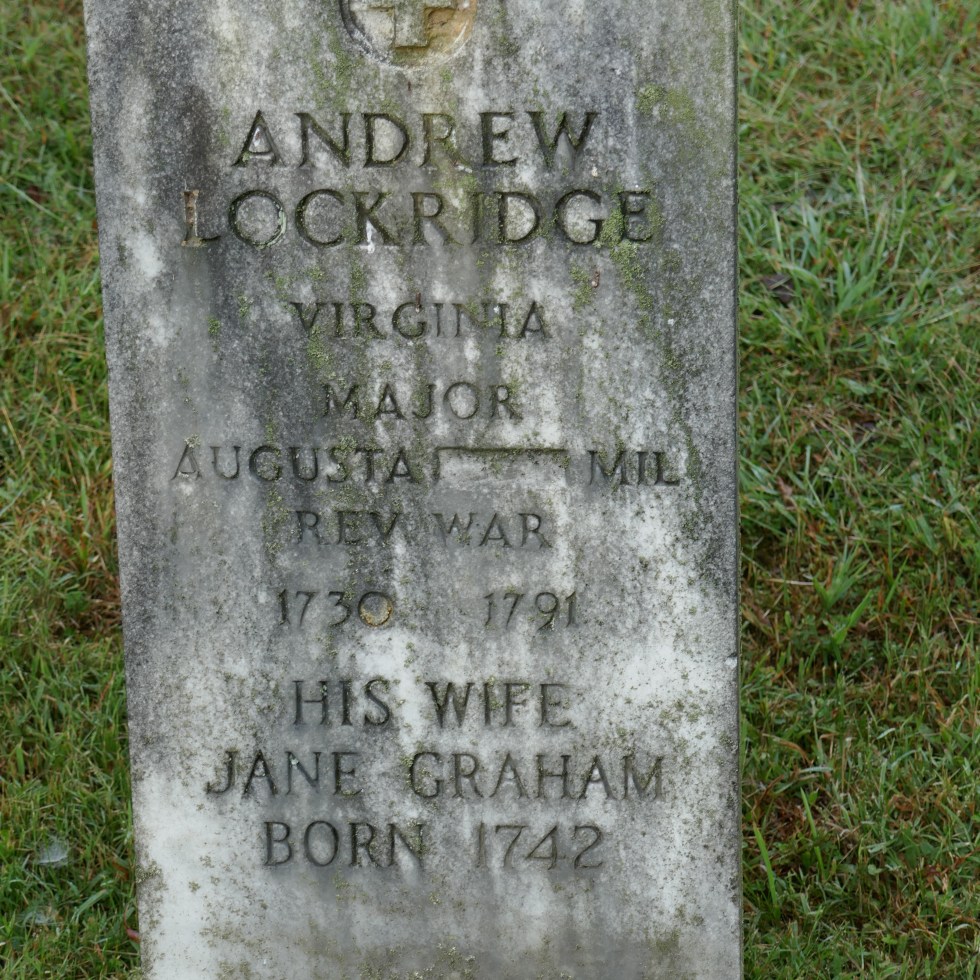 ANDREW
LOCKRIDGE
VIRGINIA
MAJOR
AUGUSTA MIL
REV WAR
1730 1791
HIS WIFE
JANE GRAHAM
BORN 1742